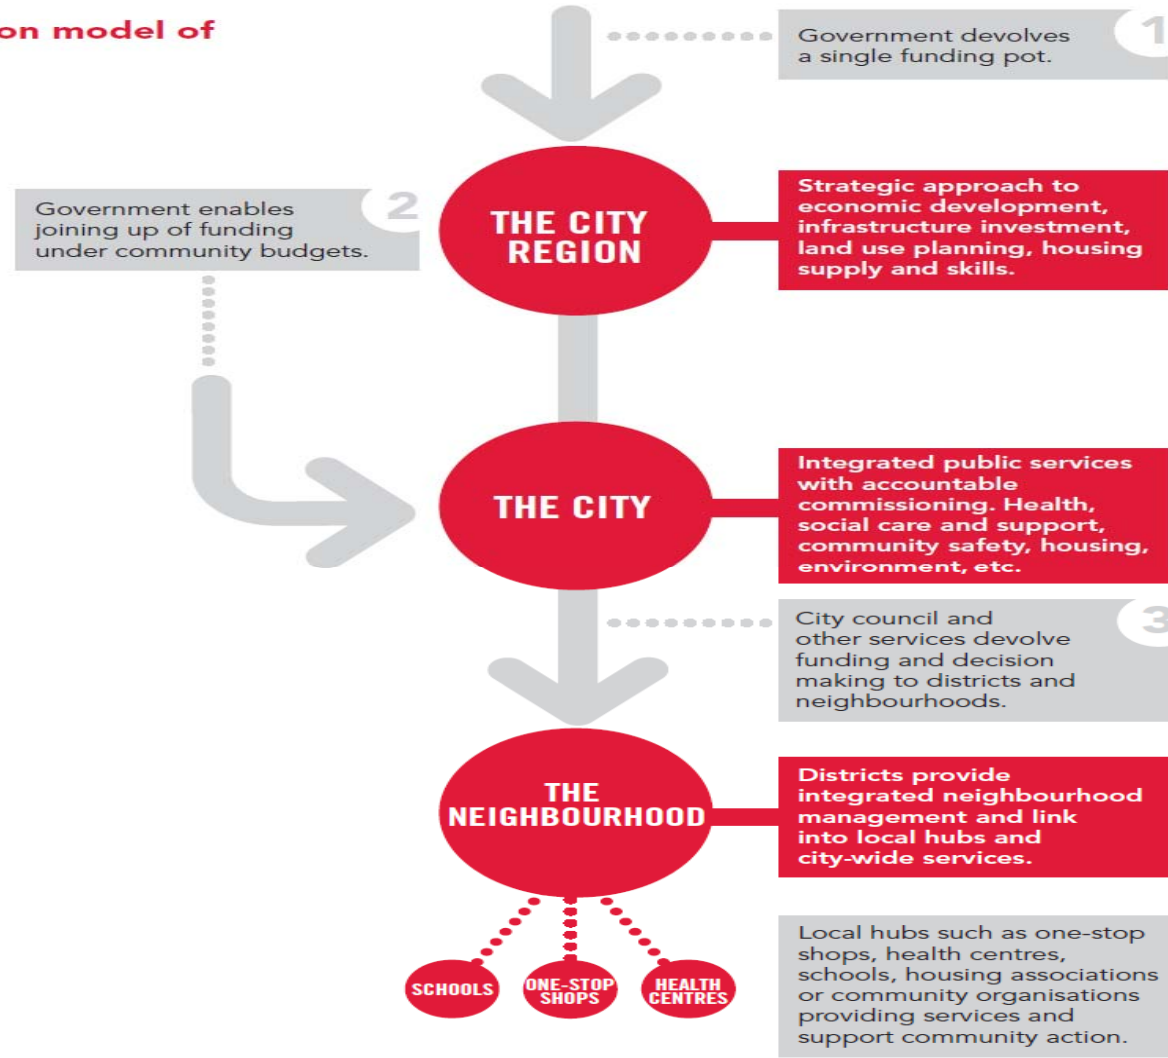 on model of
Government devolves
a single funding pot.
1
Government enables
joining up of funding
under community budgets.
2
THE CITY
REGION
Strategic approach to
economic development,
infrastructure investment,
land use planning, housing
supply and skills.
THE CITY
Integrated public services
with accountable
commissioning. Health,
social care and support,
community safety, housing,
environment, etc.
City council and
other services devolve
funding and decision
making to districts and
neighbourhoods.
3
THE
NEIGHBOURHOOD
Districts provide
integrated neighbourhood
management and link
into local hubs and
city-wide services.
SCHOOLS
ONE-STOP
SHOPS
HEALTH
CENTRES
Local hubs such as one-stop
shops, health centres,
schools, housing associations
or community organisations
providing services and
support community action.